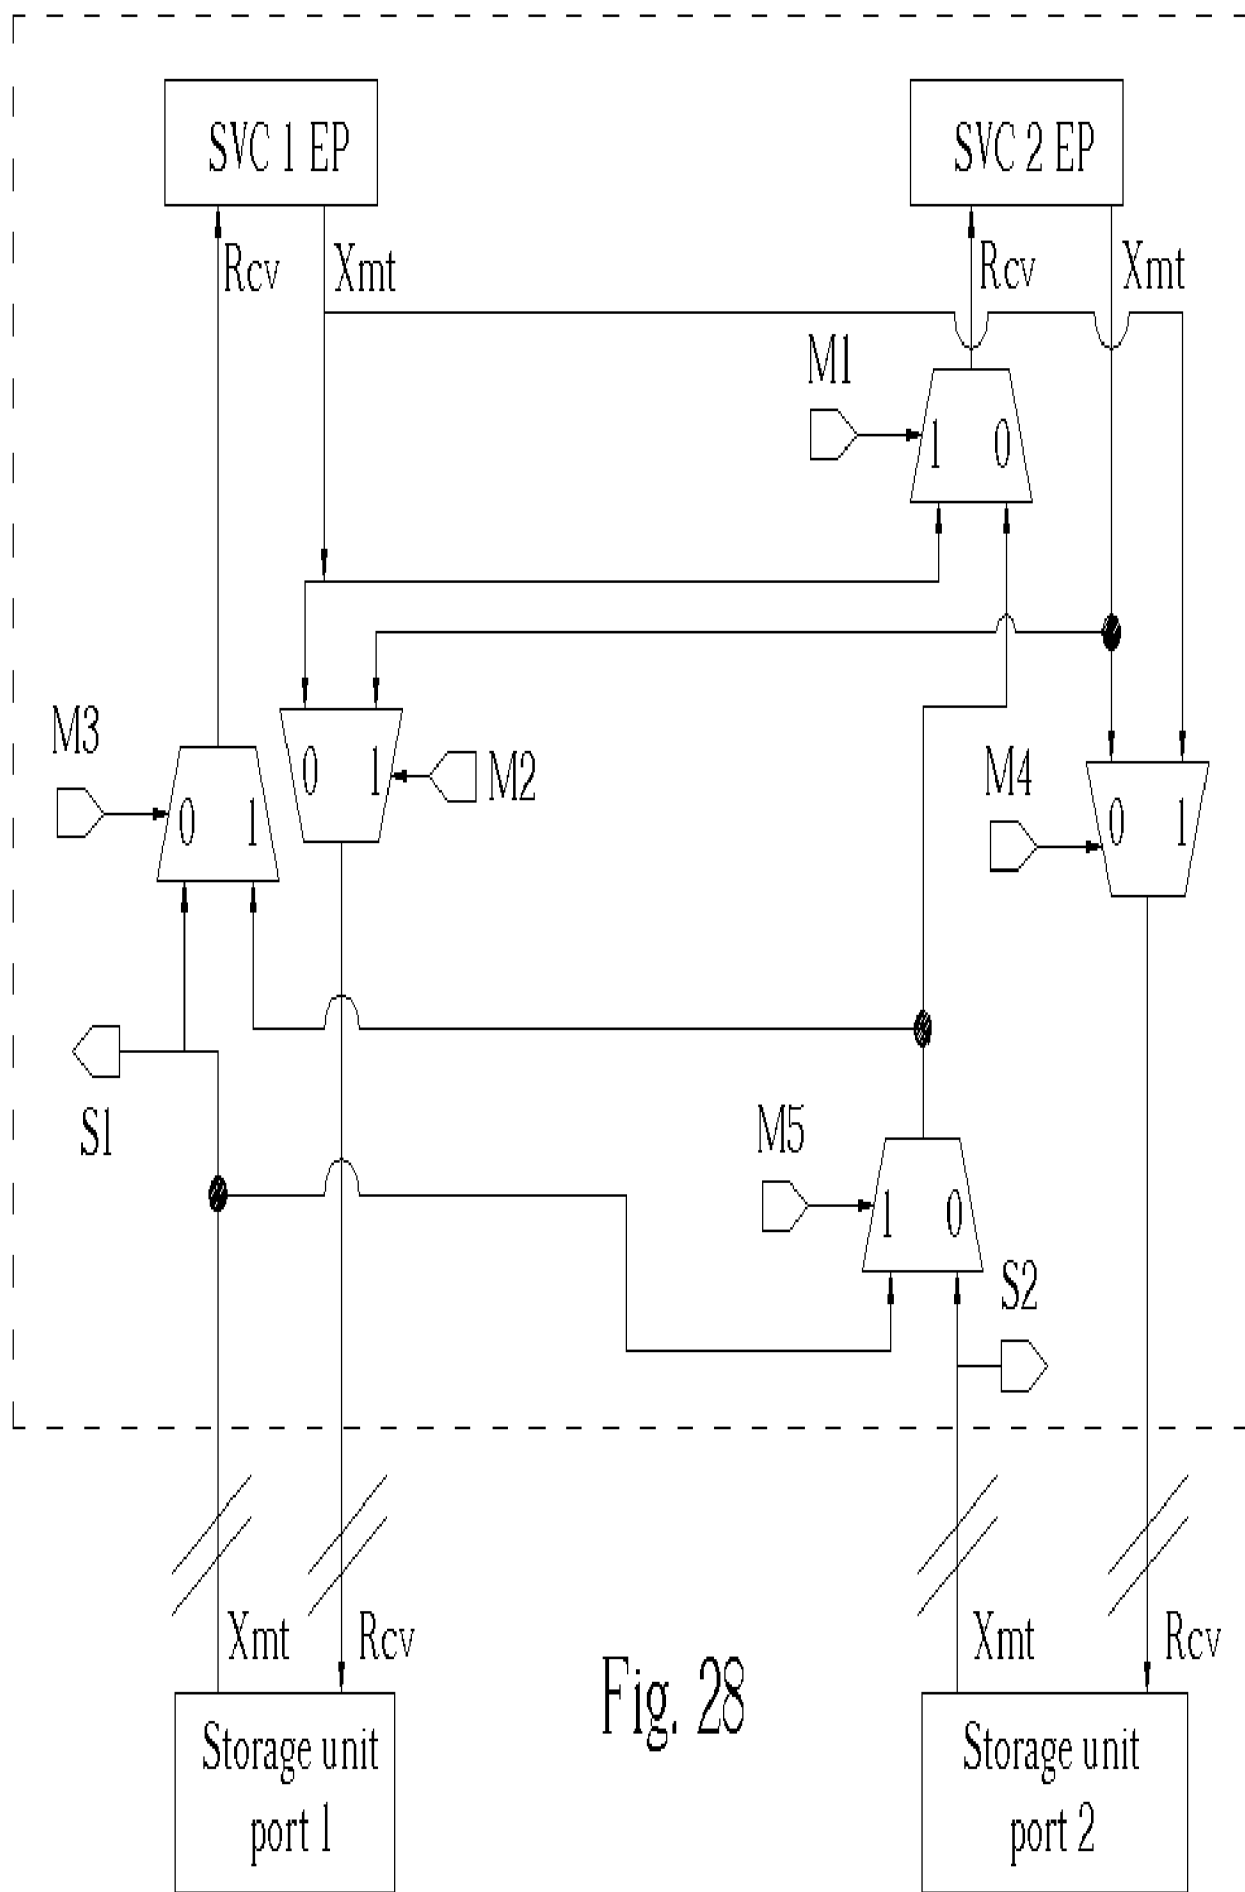 SVC 1 EP
SVC 2 EP
Rcv
Xmt
Rcv
Xmt
M1
1 0
M3
0 1
0 1
M2
M4
0 1
S1
M5
1 0
S2
Xmt
Rcv
Xmt
Rcv
Storage unit
port 1
Fig. 28
Storage unit
port 2